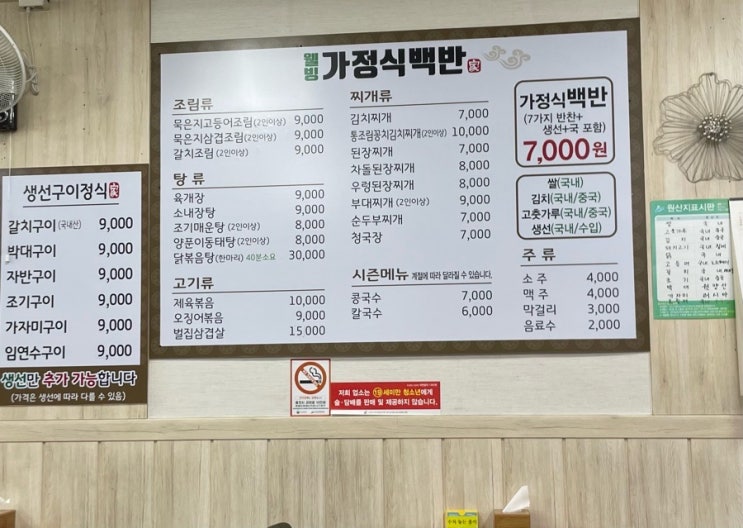 생선구이정식
갈치구이 (국내산) 9,000
박대구이 9,000
자반구이 9,000
조기구이 9,000
가자미구이 9,000
임연수구이 9,000
생선만 추가 가능합니다
(가격은 생선에 따라 다를 수 있음)
웰빙 가정식백반
조림류
묵은지고등어조림(2인이상) 9,000
묵은지삼겹조림(2인이상) 9,000
갈치조림 (2인이상) 9,000
탕 류
육개장 9,000
소내장탕 9,000
조기매운탕 (2인이상) 8,000
양푼이동태탕 (2인이상) 8,000
닭볶음탕(한마리) 40분소요 30,000
고기류
제육볶음 10,000
오징어볶음 9,000
벌집삼겹살 15 000
찌개류
김치찌개 7,000
통조림꽁치김치찌개(2인이상) 10,000
된장찌개 7,000
차돌된장찌개 8,000
우렁된장찌개 8,000
부대찌개 (2인이상) 9,000
순두부찌개 7,000
청국장 7,000
시즌메뉴 계절에 따라 달라질 수 있습니다.
콩국수 7,000
칼국수 6,000
가정식백반
(7가지 반찬+
생선+국 포함)
7,000원
쌀(국내)
김치(국내/중국)
고춧가루(국내/중국)
생선(국내/수입)
주 류
소 주 4,000
맥 주 4,000
막걸리 3,000
음료수 2,000
원산지표시판
저희 업소는 19세미만 청소년에게
술·담배를 판매 및 제공하지 않습니다.